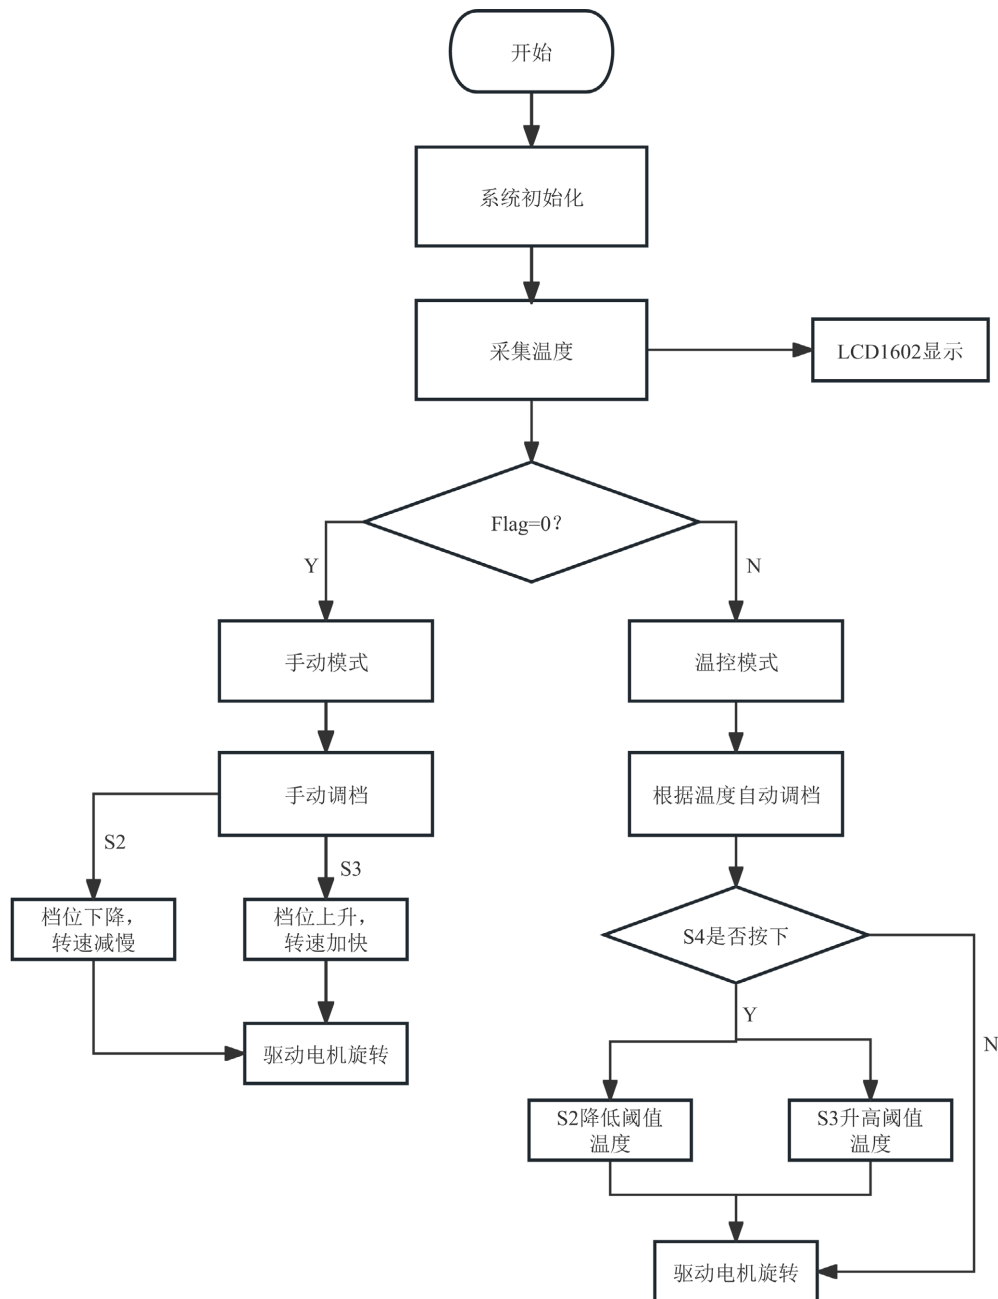 开始
系统初始化
采集温度
LCD1602显示
Flag=0?
Y
N
手动模式
温控模式
手动调档
根据温度自动调档
S2
S3
档位下降，
转速减慢
档位上升，
转速加快
S4是否按下
Y
N
驱动电机旋转
S2降低阈值
温度
S3升高阈值
温度
驱动电机旋转